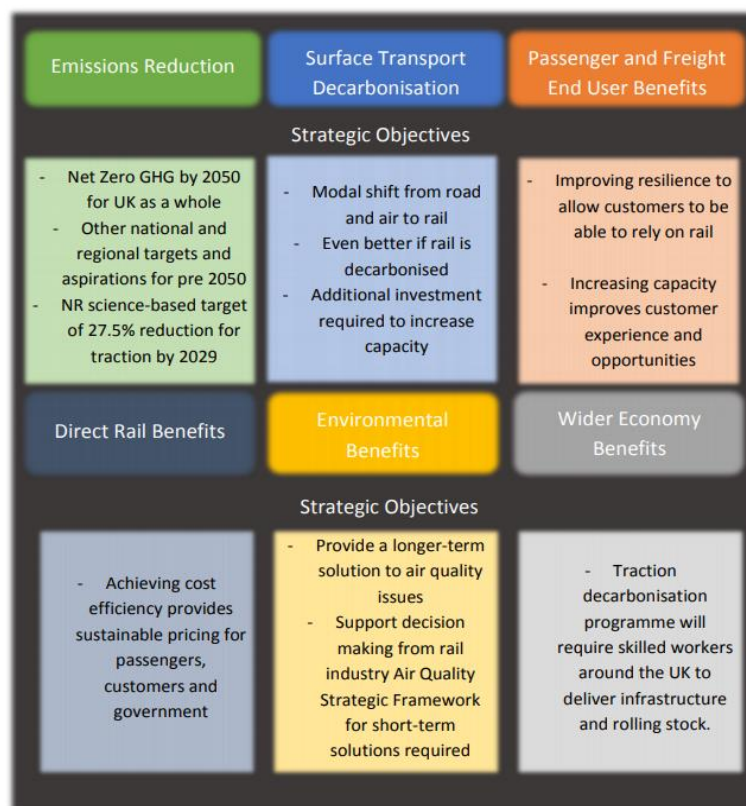 Emissions Reduction
Surface Transport
Decarbonisation
Passenger and Freight
End User Benefits
Strategic Objectives
- Net Zero GHG by 2050
for UK as a whole
- Other national and
regional targets and
aspirations for pre 2050
- NR science-based target
of 27.5% reduction for
traction by 2029
- Modal shift from road
and air to rail
- Even better if rail is
decarbonised
- Additional investment
required to increase
capacity
- Improving resilience to
allow customers to be
able to rely on rail
- Increasing capacity
improves customer
experience and
opportunities
Direct Rail Benefits
Environmental
Benefits
Wider Economy
Benefits
Strategic Objectives
- Achieving cost
efficiency provides
sustainable pricing for
passengers,
customers and
government
- Provide a longer-term
solution to air quality
issues
- Support decision
making from rail
industry Air Quality
Strategic Framework
for short-term
solutions required
- Traction
decarbonisation
programme will
require skilled workers
around the UK to
deliver infrastructure
and rolling stock.